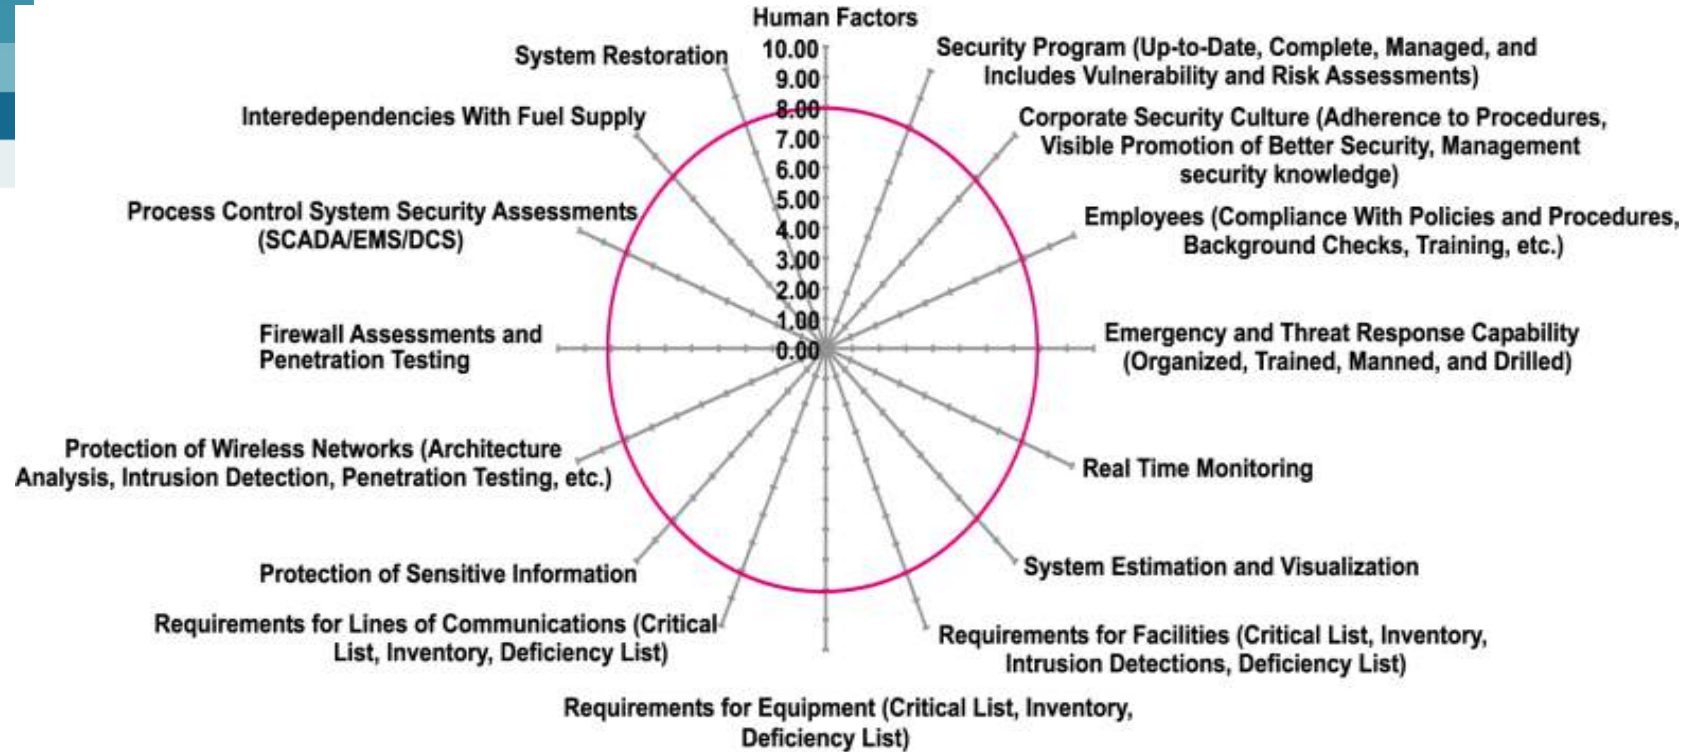 Human Factors
10.00
9.00
8.00
7.00
6.00
5.00
4.00
3.00
2.00
1.00
0.00
Security Program (Up-to-Date, Complete, Managed, and
Includes Vulnerability and Risk Assessments)
Corporate Security Culture (Adherence to Procedures,
Visible Promotion of Better Security, Management
security knowledge)
Employees (Compliance With Policies and Procedures,
Background Checks, Training, etc.)
Emergency and Threat Response Capability
(Organized, Trained, Manned, and Drilled)
Real Time Monitoring
System Estimation and Visualization
Requirements for Facilities (Critical List, Inventory,
Intrusion Detections, Deficiency List)
Requirements for Equipment (Critical List, Inventory,
Deficiency List)
Requirements for Lines of Communications (Critical
List, Inventory, Deficiency List)
Protection of Sensitive Information
Protection of Wireless Networks (Architecture
Analysis, Intrusion Detection, Penetration Testing, etc.)
Firewall Assessments and
Penetration Testing
Process Control System Security Assessments
(SCADA/EMS/DCS)
Interedependencies With Fuel Supply
System Restoration